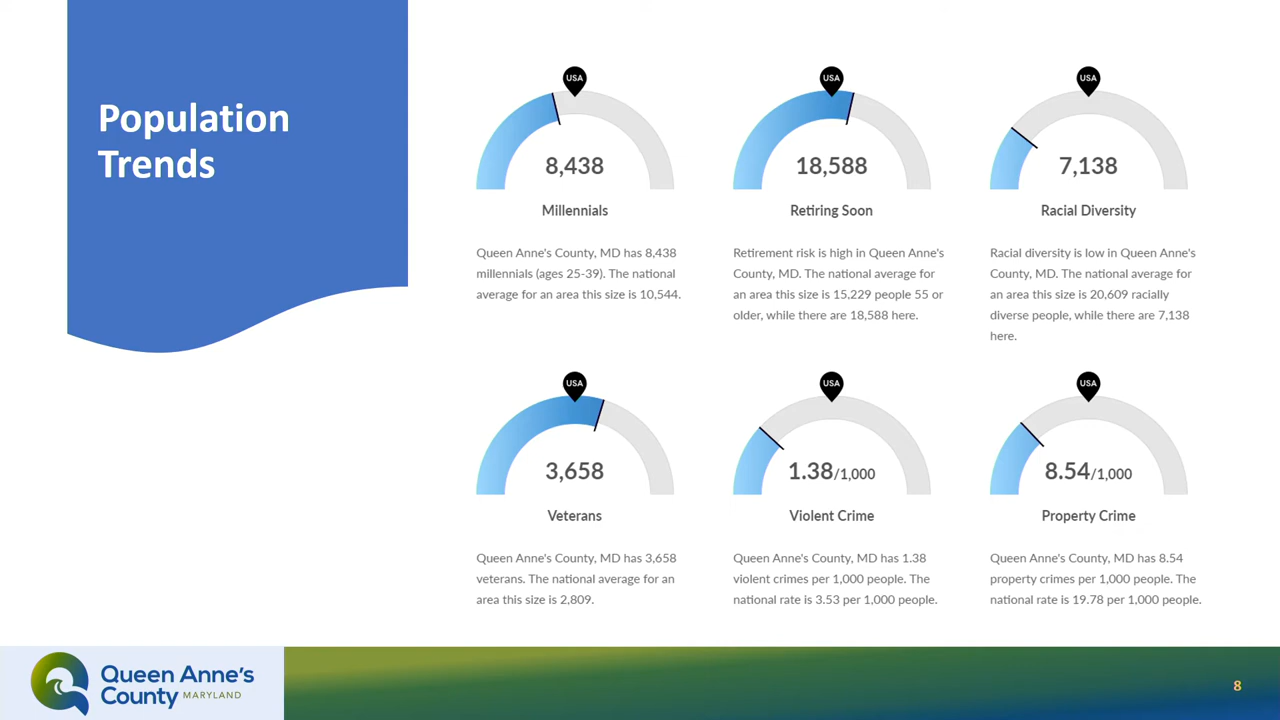 Population
Trends
USA
8,438
Millennials
Queen Anne's County, MD has 8,438
millennials (ages 25-39). The national
average for an area this size is 10,544.
USA
18,588
Retiring Soon
Retirement risk is high in Queen Anne's
County, MD. The national average for
an area this size is 15,229 people 55 or
older, while there are 18,588 here.
USA
7,138
Racial Diversity
Racial diversity is low in Queen Anne's
County, MD. The national average for
an area this size is 20,609 racially
diverse people, while there are 7,138
here.
USA
3,658
Veterans
Queen Anne's County, MD has 3,658
veterans. The national average for an
area this size is 2,809.
USA
1.38/1,000
Violent Crime
Queen Anne's County, MD has 1.38
violent crimes per 1,000 people. The
national rate is 3.53 per 1,000 people.
USA
8.54/1,000
Property Crime
Queen Anne's County, MD has 8.54
property crimes per 1,000 people. The
national rate is 19.78 per 1,000 people.
Queen Anne's
County MARYLAND
8